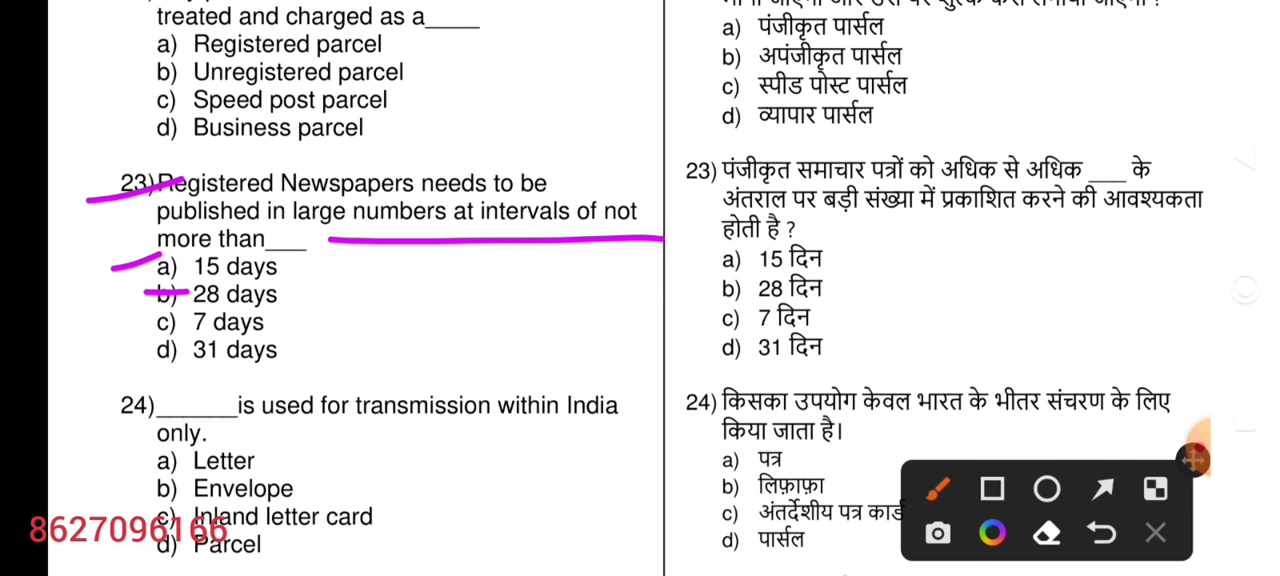 treated and charged as a____
a) Registered parcel
b) Unregistered parcel
c) Speed post parcel
d) Business parcel
23) Registered Newspapers needs to be
published in large numbers at intervals of not
more than___
a) 15 days
b) 28 days
c) 7 days
d) 31 days
24)______is used for transmission within India
only.
a) Letter
b) Envelope
c) Inland letter card
d) Parcel
8627096166
a) पंजीकृत पार्सल
b) अपंजीकृत पार्सल
c) स्पीड पोस्ट पार्सल
d) व्यापार पार्सल
23) पंजीकृत समाचार पत्रों को अधिक से अधिक ___ के
अंतराल पर बड़ी संख्या में प्रकाशित करने की आवश्यकता
होती है ?
a) 15 दिन
b) 28 दिन
c) 7 दिन
d) 31 दिन
24) किसका उपयोग केवल भारत के भीतर संचरण के लिए
किया जाता है।
a) पत्र
b) लिफ़ाफ़ा
c) अंतर्देशीय पत्र कार्ड
d) पार्सल